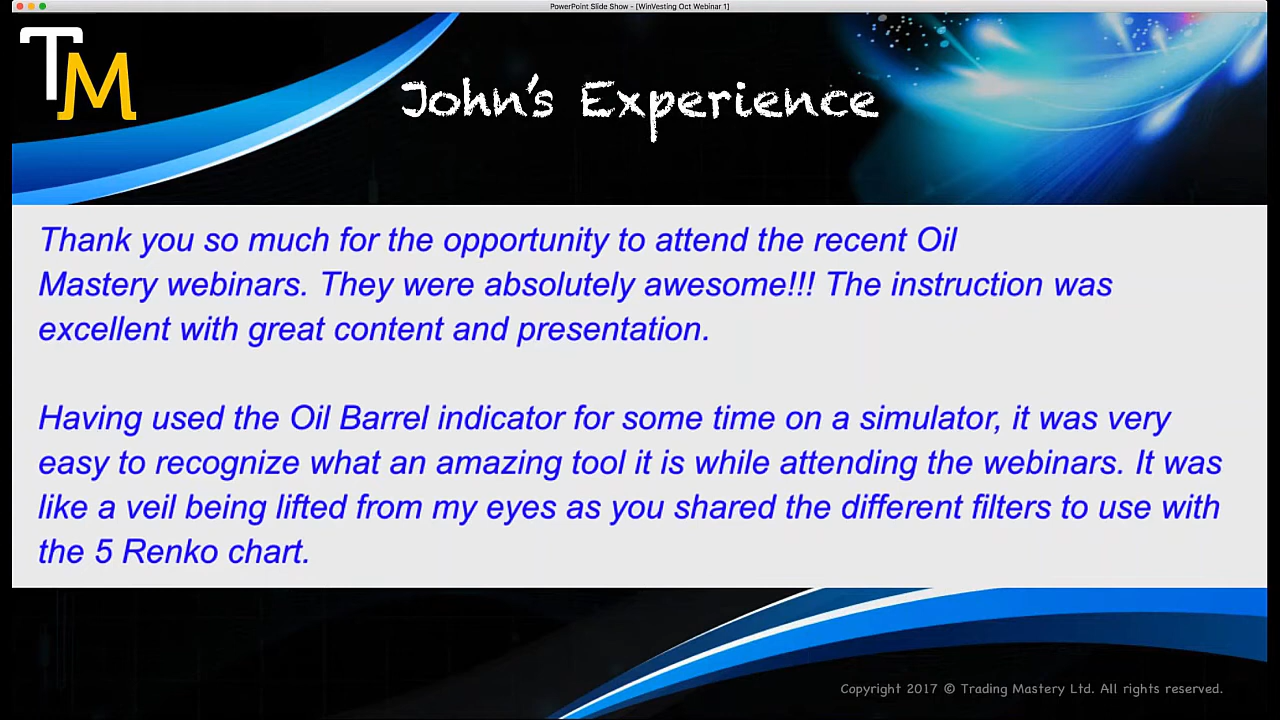 PowerPoint Slide Show - [WinVesting Oct Webinar 1]
TM
John's Experience
Thank you so much for the opportunity to attend the recent Oil
Mastery webinars. They were absolutely awesome!!! The instruction was
excellent with great content and presentation.
Having used the Oil Barrel indicator for some time on a simulator, it was very
easy to recognize what an amazing tool it is while attending the webinars. It was
like a veil being lifted from my eyes as you shared the different filters to use with
the 5 Renko chart.
Copyright 2017 © Trading Mastery Ltd. All rights reserved.